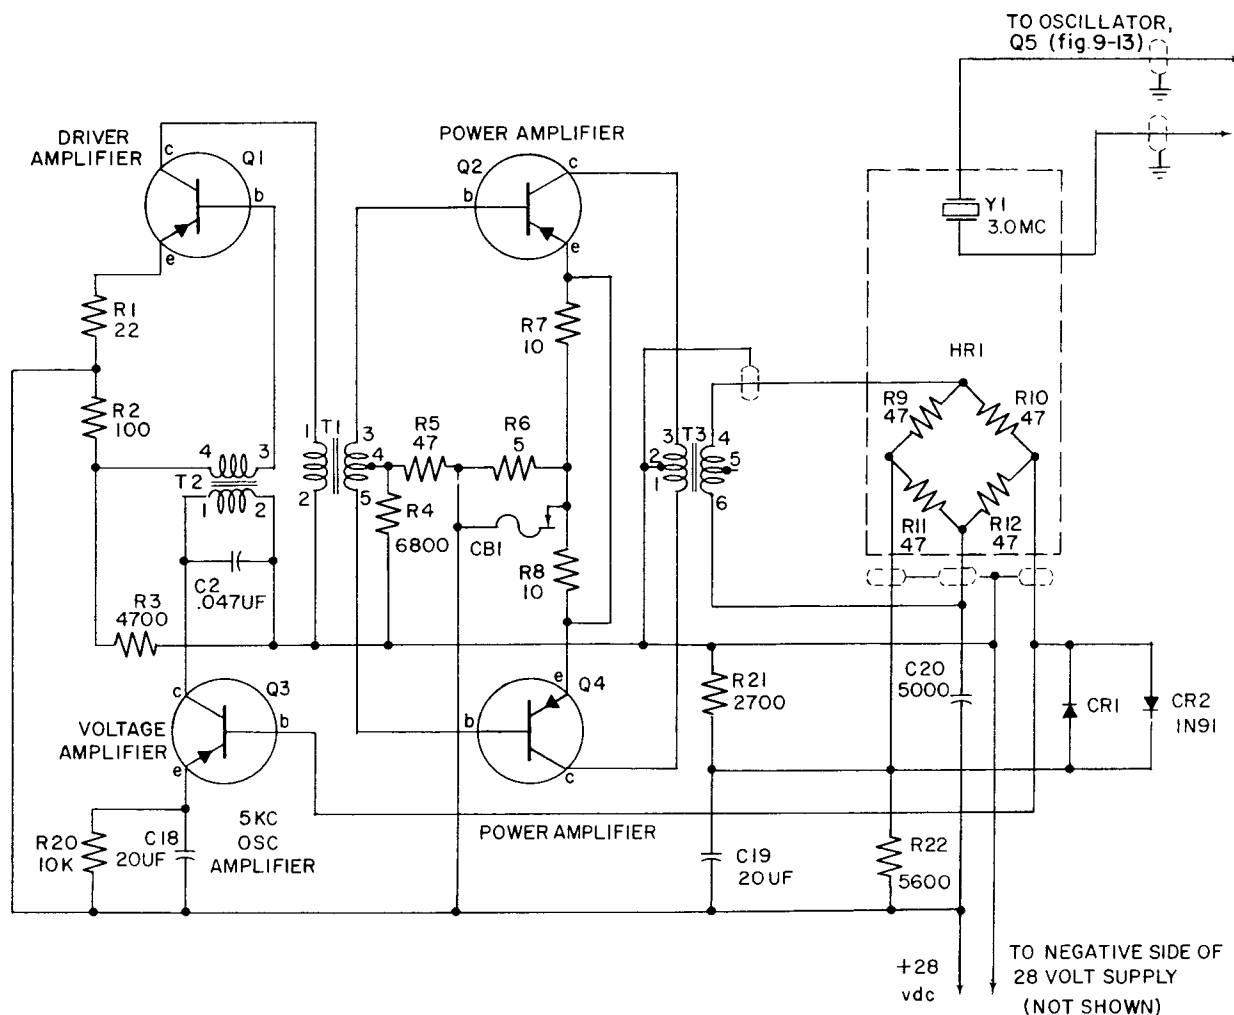 TO OSCILLATOR,
Q5 (fig.9-13)
DRIVER
AMPLIFIER
c
Q1
b
e
POWER AMPLIFIER
Q2
c
b
e
Y1
3.0MC
R1
22
R2
100
R7
10
HR1
R9
47
R10
47
R11
47
R12
47
4
3
T2
1
2
1
T1
3
2
4
5
R5
47
R6
5
R4
6800
CB1
R8
10
3
T3
4
2
5
1
6
C2
.047UF
R3
4700
c
Q3
b
e
VOLTAGE
AMPLIFIER
e
Q4
b
c
R21
2700
C20
5000
CR1
CR2
1N91
R20
10K
C18
20UF
5KC
OSC
AMPLIFIER
POWER AMPLIFIER
C19
20UF
R22
5600
+28
vdc
TO NEGATIVE SIDE OF
28 VOLT SUPPLY
(NOT SHOWN)